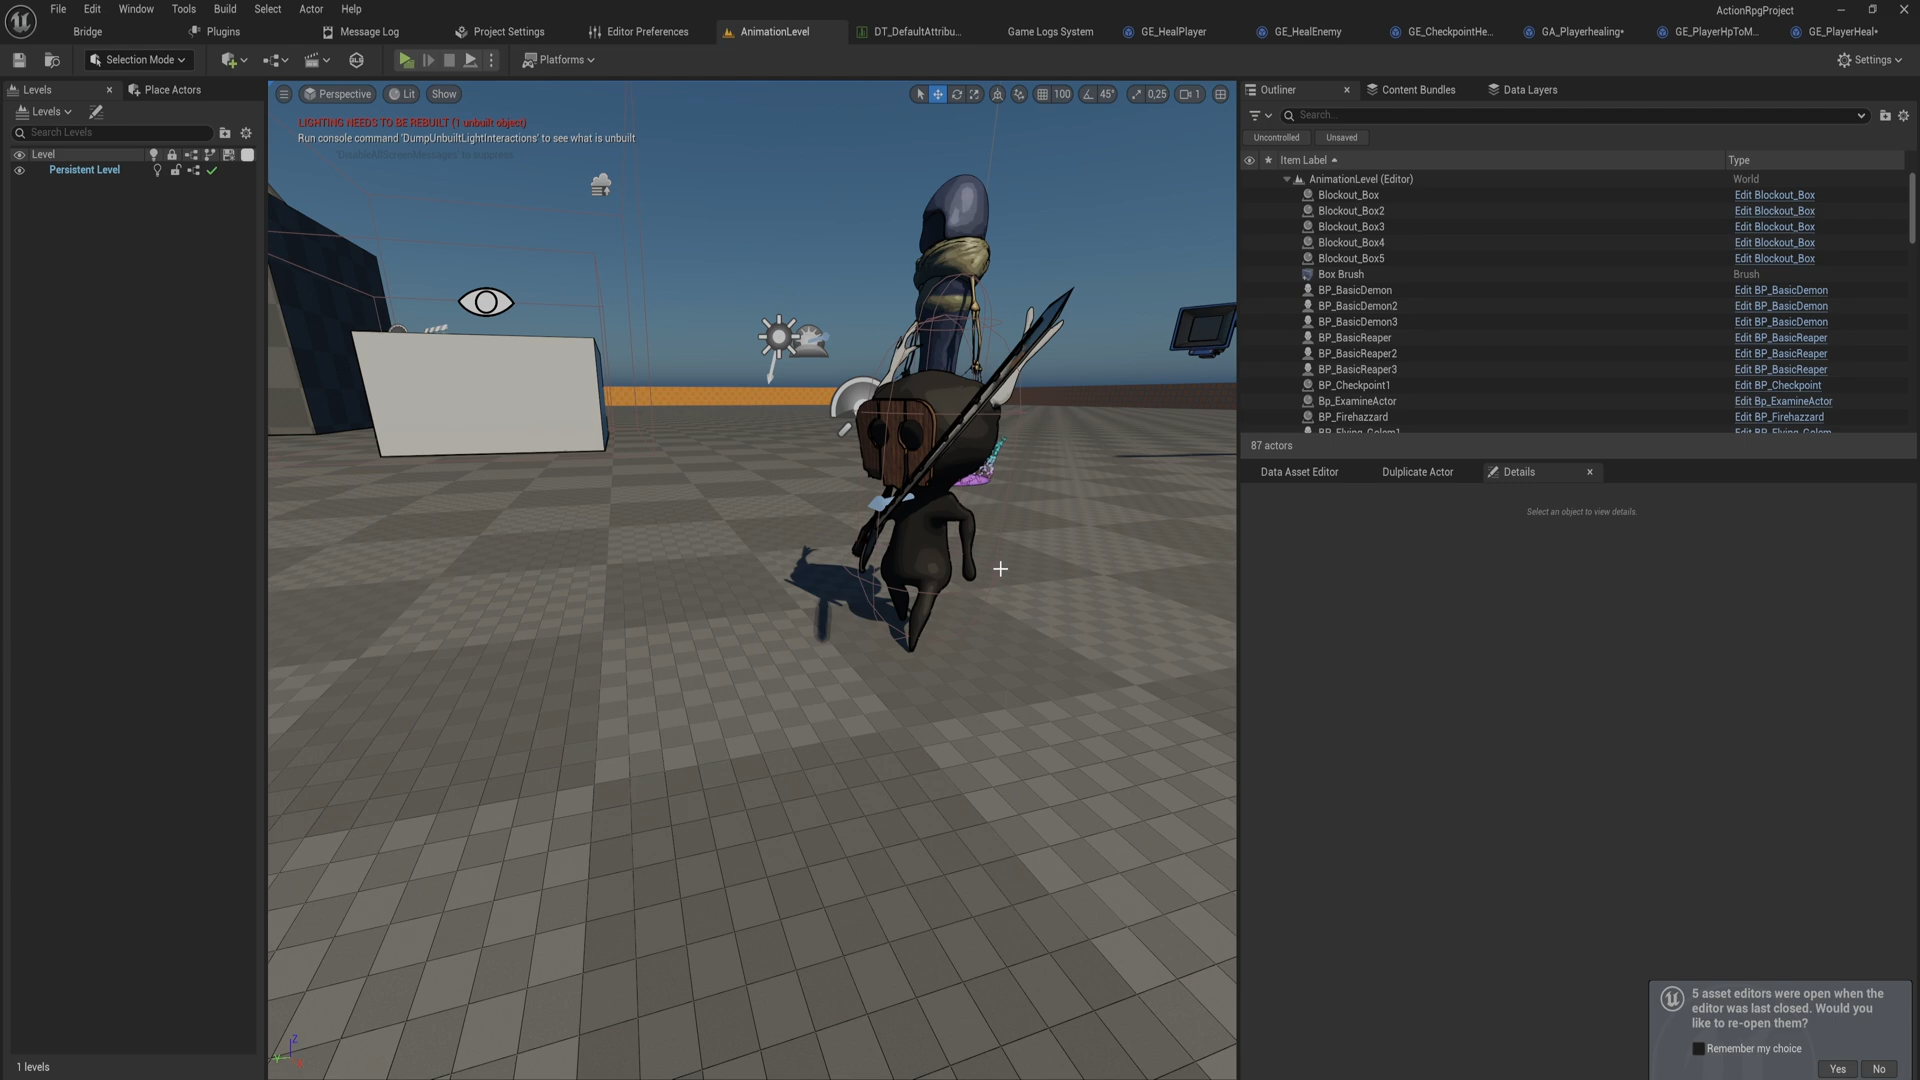 File Edit Window Tools Build Select Actor Help
ActionRpgProject
Bridge Plugins Message Log Project Settings Editor Preferences AnimationLevel DT_DefaultAttribu... Game Logs System GE_HealPlayer GE_HealEnemy GE_CheckpointHe... GA_Playerhealing* GE_PlayerHpToM... GE_PlayerHeal*
Selection Mode Platforms Settings
Levels Place Actors
Levels
Search Levels
Level
Persistent Level
1 levels
Perspective Lit Show 100 45° 0,25 1
LIGHTING NEEDS TO BE REBUILT (1 unbuilt object)
Run console command 'DumpUnbuiltLightInteractions' to see what is unbuilt
'DisableAllScreenMessages' to suppress
Z
Outliner Content Bundles Data Layers
Search...
Uncontrolled Unsaved
Item Label Type
AnimationLevel (Editor) World
Blockout_Box Edit Blockout_Box
Blockout_Box2 Edit Blockout_Box
Blockout_Box3 Edit Blockout_Box
Blockout_Box4 Edit Blockout_Box
Blockout_Box5 Edit Blockout_Box
Box Brush Brush
BP_BasicDemon Edit BP_BasicDemon
BP_BasicDemon2 Edit BP_BasicDemon
BP_BasicDemon3 Edit BP_BasicDemon
BP_BasicReaper Edit BP_BasicReaper
BP_BasicReaper2 Edit BP_BasicReaper
BP_BasicReaper3 Edit BP_BasicReaper
BP_Checkpoint1 Edit BP_Checkpoint
Bp_ExamineActor Edit Bp_ExamineActor
BP_Firehazzard Edit BP_Firehazzard
BP_Flying_Golem1 Edit BP_Flying_Golem
87 actors
Data Asset Editor Dulplicate Actor Details
Select an object to view details.
5 asset editors were open when the
editor was last closed. Would you
like to re-open them?
Remember my choice
Yes No